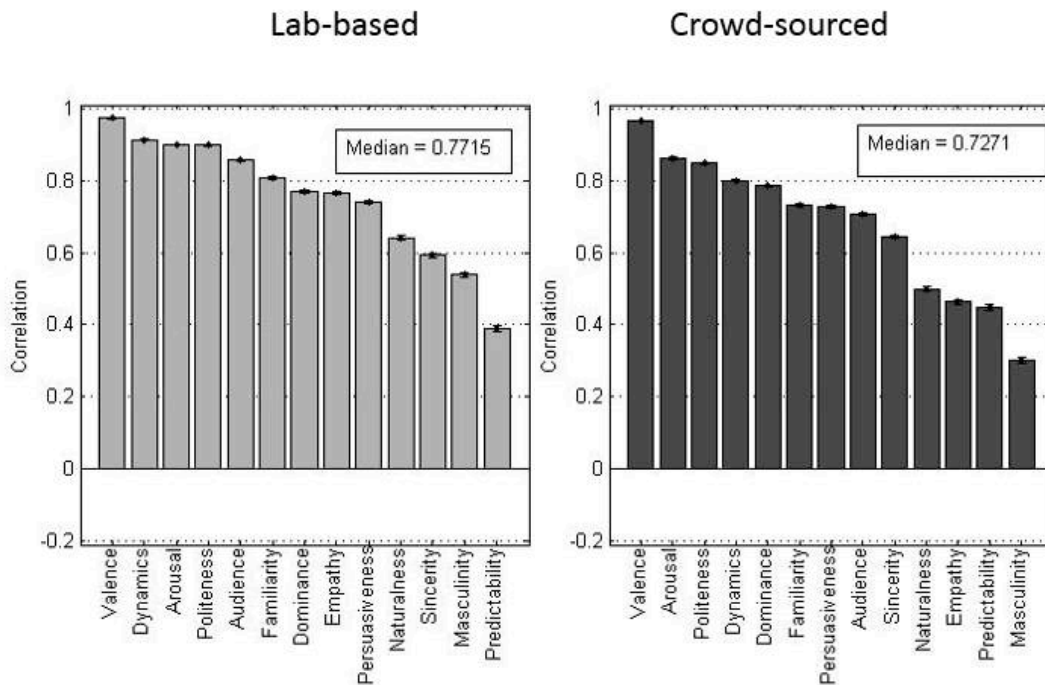 Lab-based
Crowd-sourced
Median = 0.7715
Correlation
1
0.8
0.6
0.4
0.2
0
-0.2
Valence
Dynamics
Arousal
Politeness
Audience
Familiarity
Dominance
Empathy
Persuasiveness
Naturalness
Sincerity
Masculinity
Predictability
Median = 0.7271
Correlation
1
0.8
0.6
0.4
0.2
0
-0.2
Valence
Arousal
Politeness
Dynamics
Dominance
Familiarity
Persuasiveness
Audience
Sincerity
Naturalness
Empathy
Predictability
Masculinity